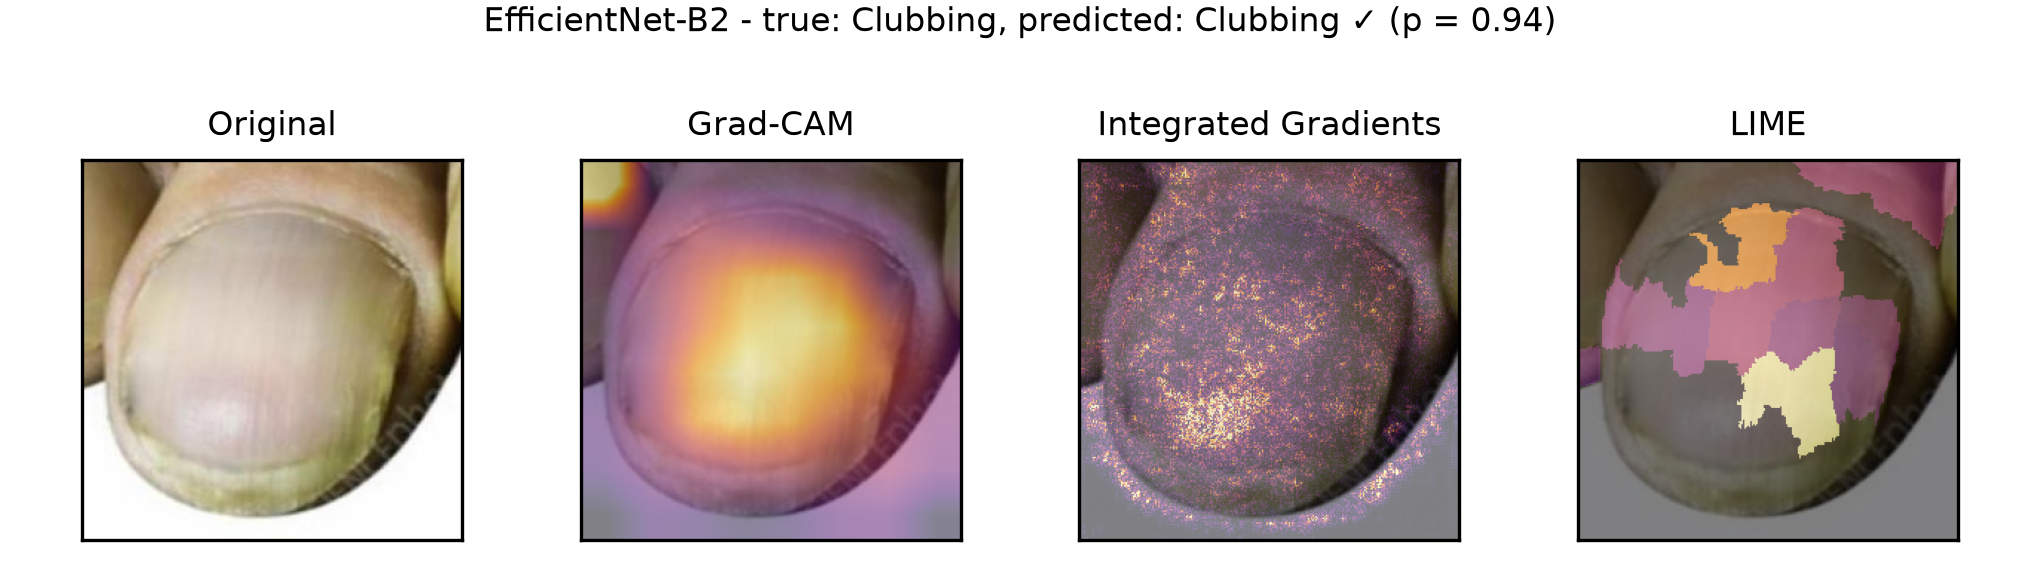 EfficientNet-B2 - true: Clubbing, predicted: Clubbing ✓ (p = 0.94)
Original
Grad-CAM
Integrated Gradients
LIME